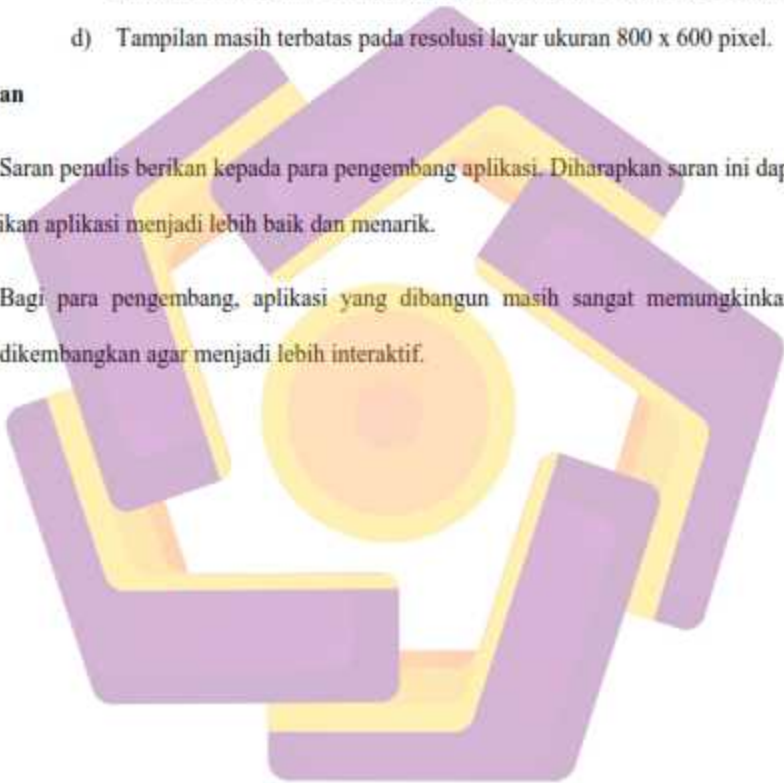 d) Tampilan masih terbatas pada resolusi layar ukuran 800 x 600 pixel.
an
Saran penulis berikan kepada para pengembang aplikasi. Diharapkan saran ini dap
ikan aplikasi menjadi lebih baik dan menarik.
Bagi para pengembang, aplikasi yang dibangun masih sangat memungkinka
dikembangkan agar menjadi lebih interaktif.